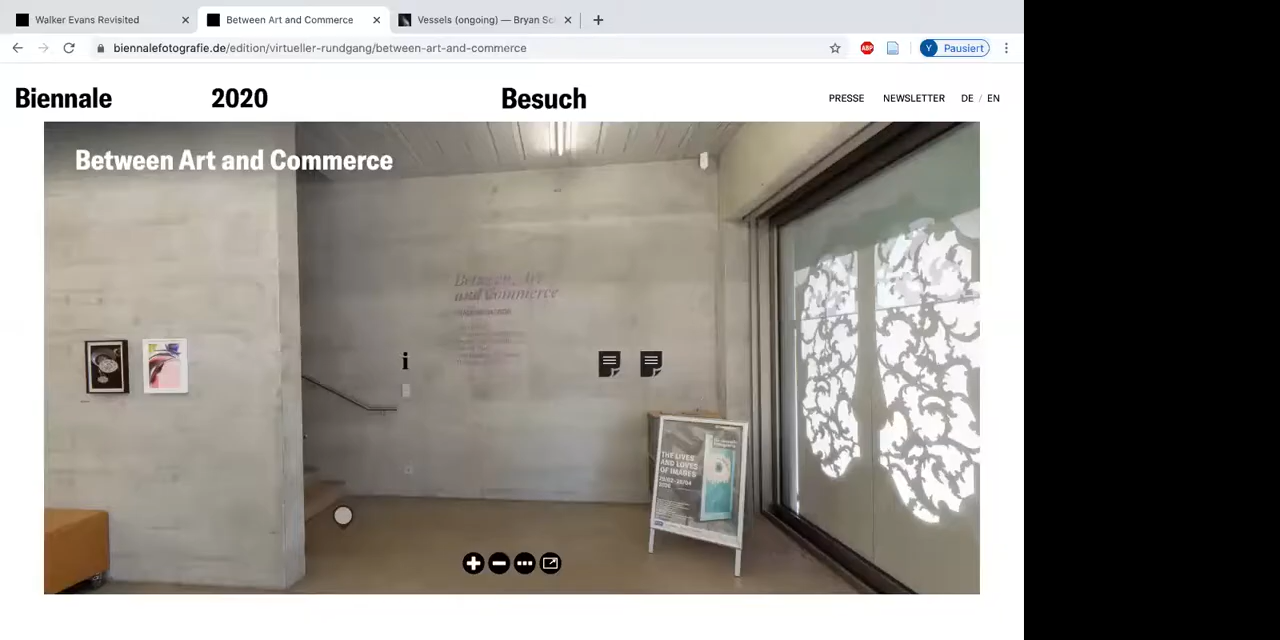 Walker Evans Revisited
Between Art and Commerce
Vessels (ongoing) — Bryan Sc
biennalefotografie.de/edition/virtueller-rundgang/between-art-and-commerce
ABP
Y Pausiert
Biennale
2020
Besuch
PRESSE
NEWSLETTER
DE / EN
Between Art and Commerce
Between Art
and Commerce
i
THE LIVES
AND LOVES
OF IMAGES